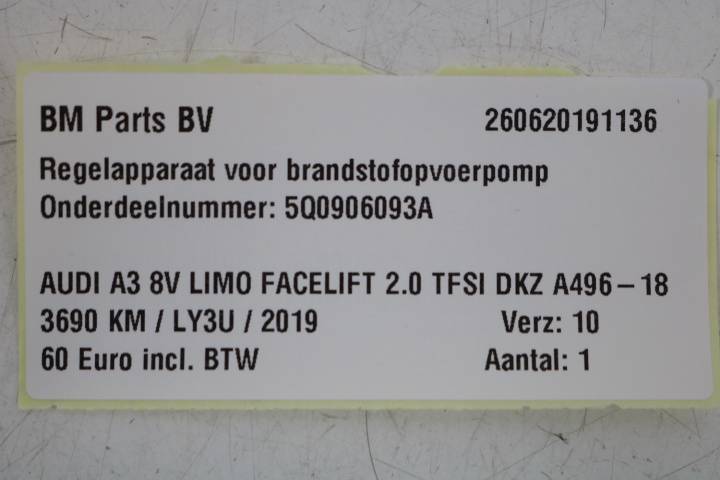 BM Parts BV 260620191136
Regelapparaat voor brandstofopvoerpomp
Onderdeelnummer: 5Q0906093A
AUDI A3 8V LIMO FACELIFT 2.0 TFSI DKZ A496-18
3690 KM / LY3U / 2019 Verz: 10
60 Euro incl. BTW Aantal: 1